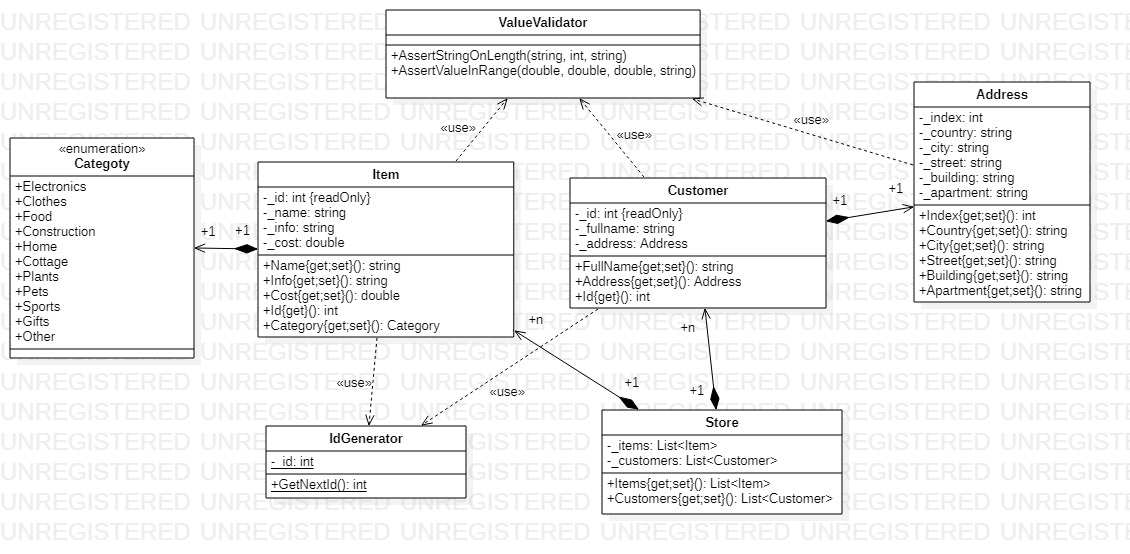 ValueValidator
+AssertStringOnLength(string, int, string)
+AssertValueInRange(double, double, double, string)
Address
-_index: int
-_country: string
-_city: string
-_street: string
-_building: string
-_apartment: string
+Index{get;set}(): int
+Country{get;set}(): string
+City{get;set}(): string
+Street{get;set}(): string
+Building{get;set}(): string
+Apartment{get;set}(): string
«use»
«use»
«use»
«enumeration»
Categoty
+Electronics
+Clothes
+Food
+Construction
+Home
+Cottage
+Plants
+Pets
+Sports
+Gifts
+Other
+1
+1
Item
-_id: int {readOnly}
-_name: string
-_info: string
-_cost: double
+Name{get;set}(): string
+Info{get;set}(): string
+Cost{get;set}(): double
+Id{get}(): int
+Category{get;set}(): Category
Customer
-_id: int {readOnly}
-_fullname: string
-_address: Address
+FullName{get;set}(): string
+Address{get;set}(): Address
+Id{get}(): int
+1
+1
+n
+n
«use»
«use»
+1
+1
IdGenerator
-_id: int
+GetNextId(): int
Store
-_items: List<Item>
-_customers: List<Customer>
+Items{get;set}(): List<Item>
+Customers{get;set}(): List<Customer>
UNREGISTERED